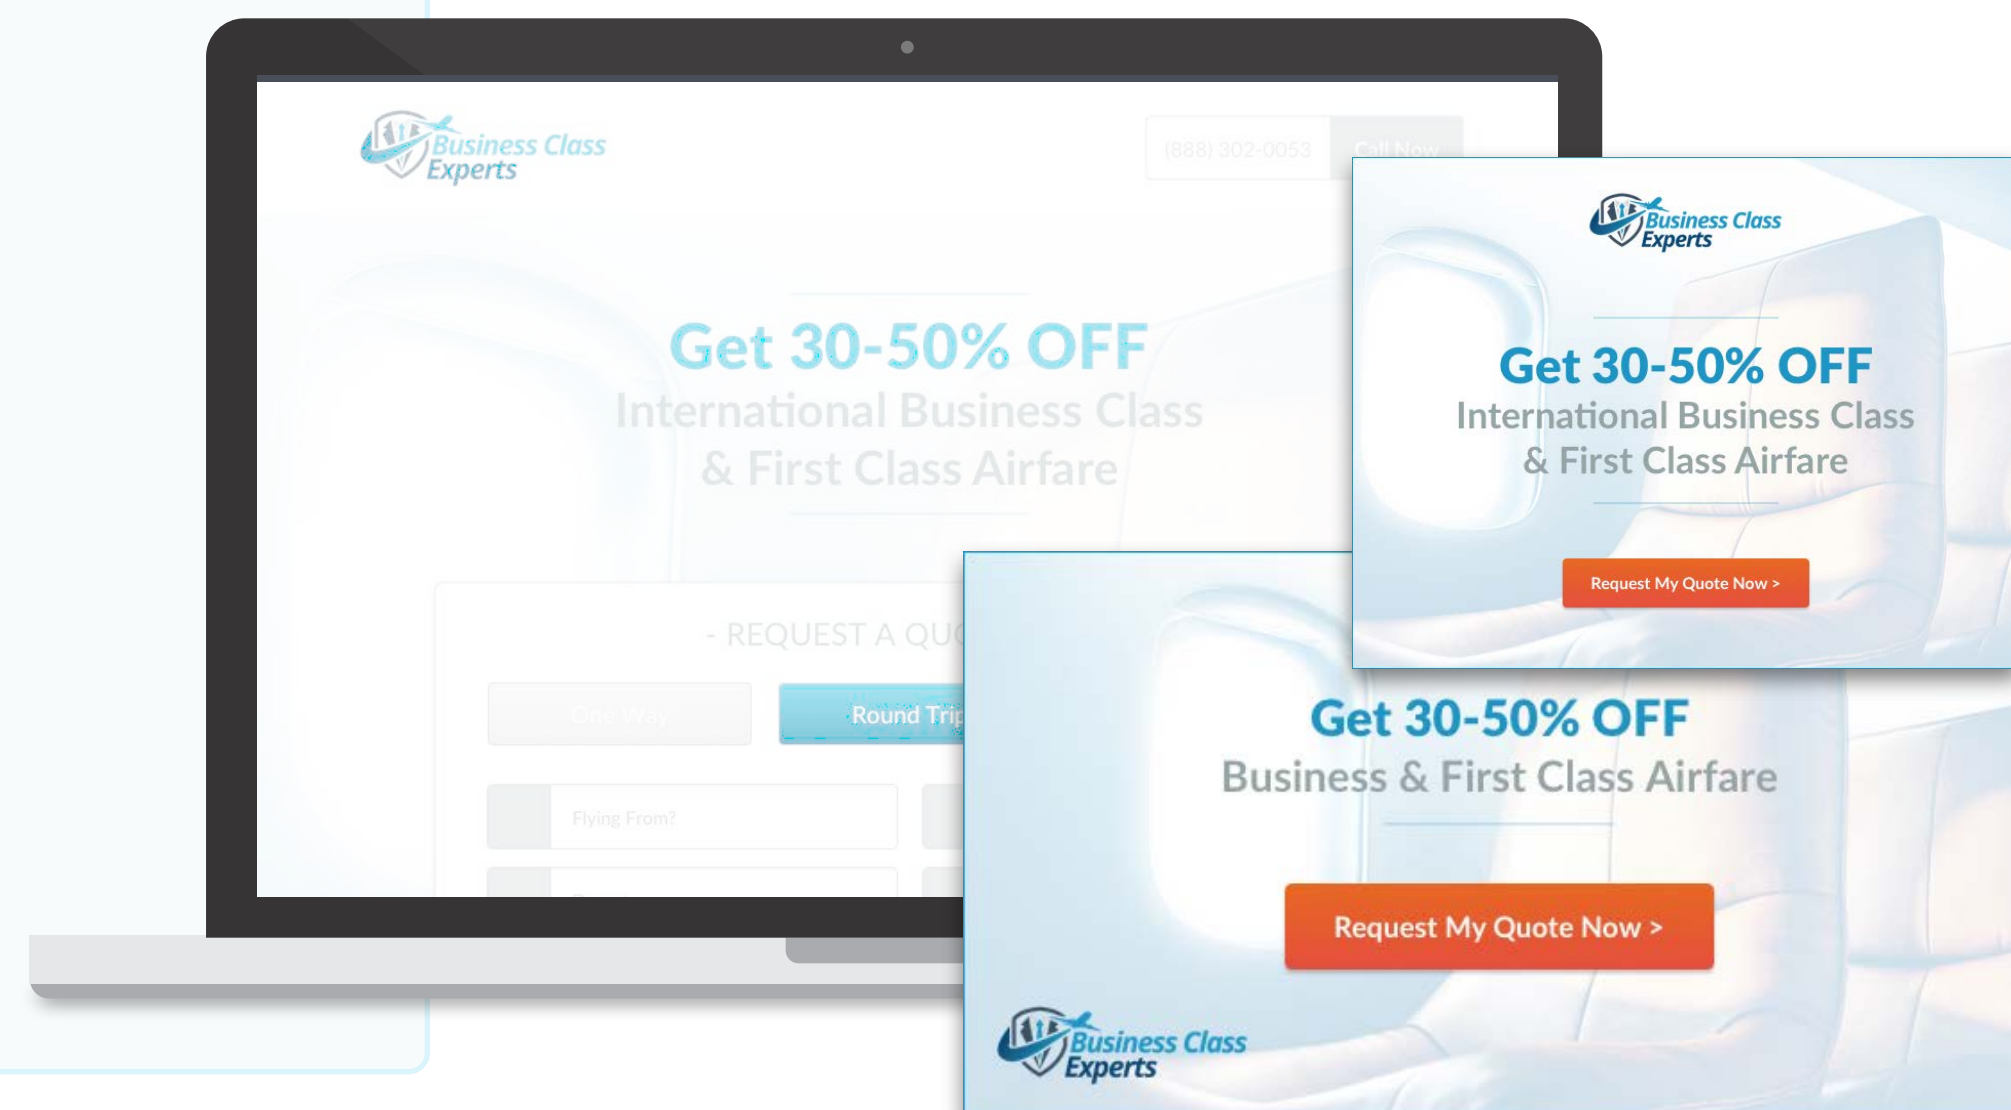 Business Class
Experts
(888) 302-0053
Call Now
Get 30-50% OFF
International Business Class
& First Class Airfare
- REQUEST A QUO
One Way
Round Trip
Flying From?
Business Class
Experts
Get 30-50% OFF
International Business Class
& First Class Airfare
Request My Quote Now >
Get 30-50% OFF
Business & First Class Airfare
Request My Quote Now >
Business Class
Experts